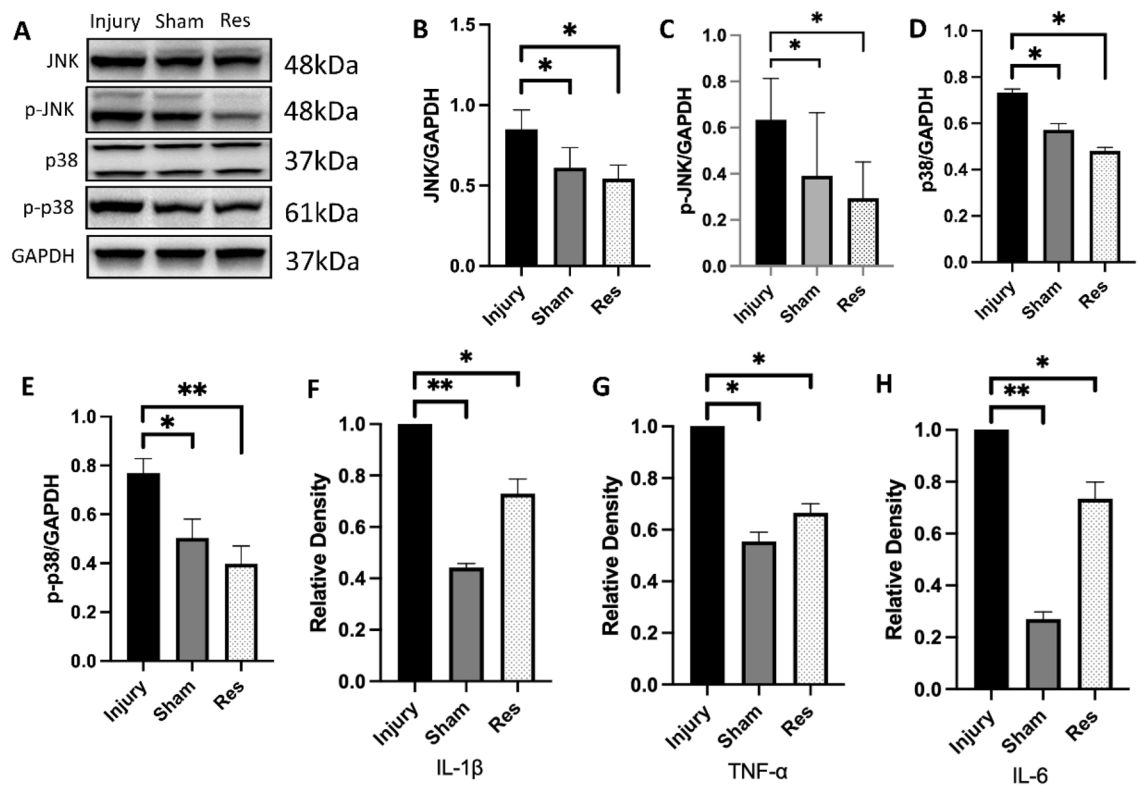 A
Injury Sham Res
JNK 48kDa
p-JNK 48kDa
p38 37kDa
p-p38 61kDa
GAPDH 37kDa
B
JNK/GAPDH
1.5
1.0
0.5
0.0
*
*
Injury Sham Res
C
p-JNK/GAPDH
1.0
0.8
0.6
0.4
0.2
0.0
*
*
Injury Sham Res
D
p38/GAPDH
1.0
0.8
0.6
0.4
0.2
0.0
*
*
Injury Sham Res
E
p-p38/GAPDH
1.0
0.8
0.6
0.4
0.2
0.0
**
*
Injury Sham Res
F
Relative Density
1.0
0.8
0.6
0.4
0.2
0.0
*
**
Injury Sham Res
IL-1β
G
Relative Density
1.0
0.8
0.6
0.4
0.2
0.0
*
*
Injury Sham Res
TNF-α
H
Relative Density
1.0
0.8
0.6
0.4
0.2
0.0
*
**
Injury Sham Res
IL-6